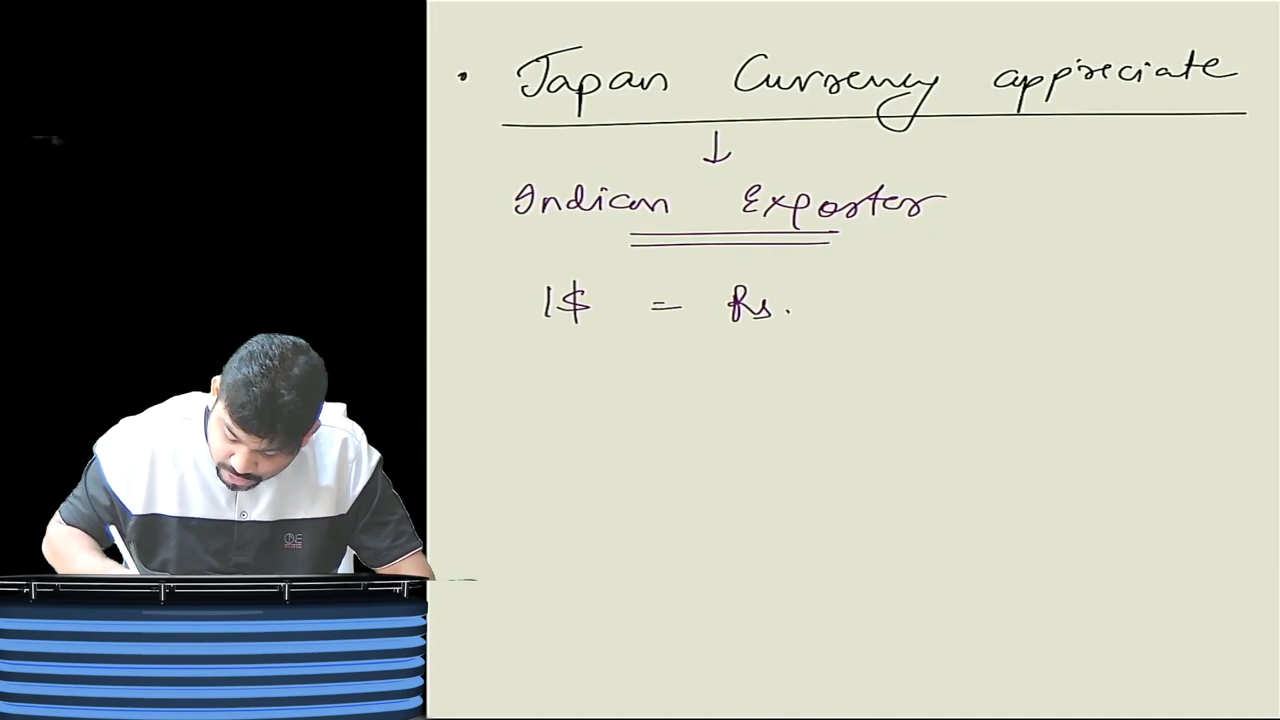 • Japan Currency appreciate
↓
Indian Exporter
1$ = Rs.